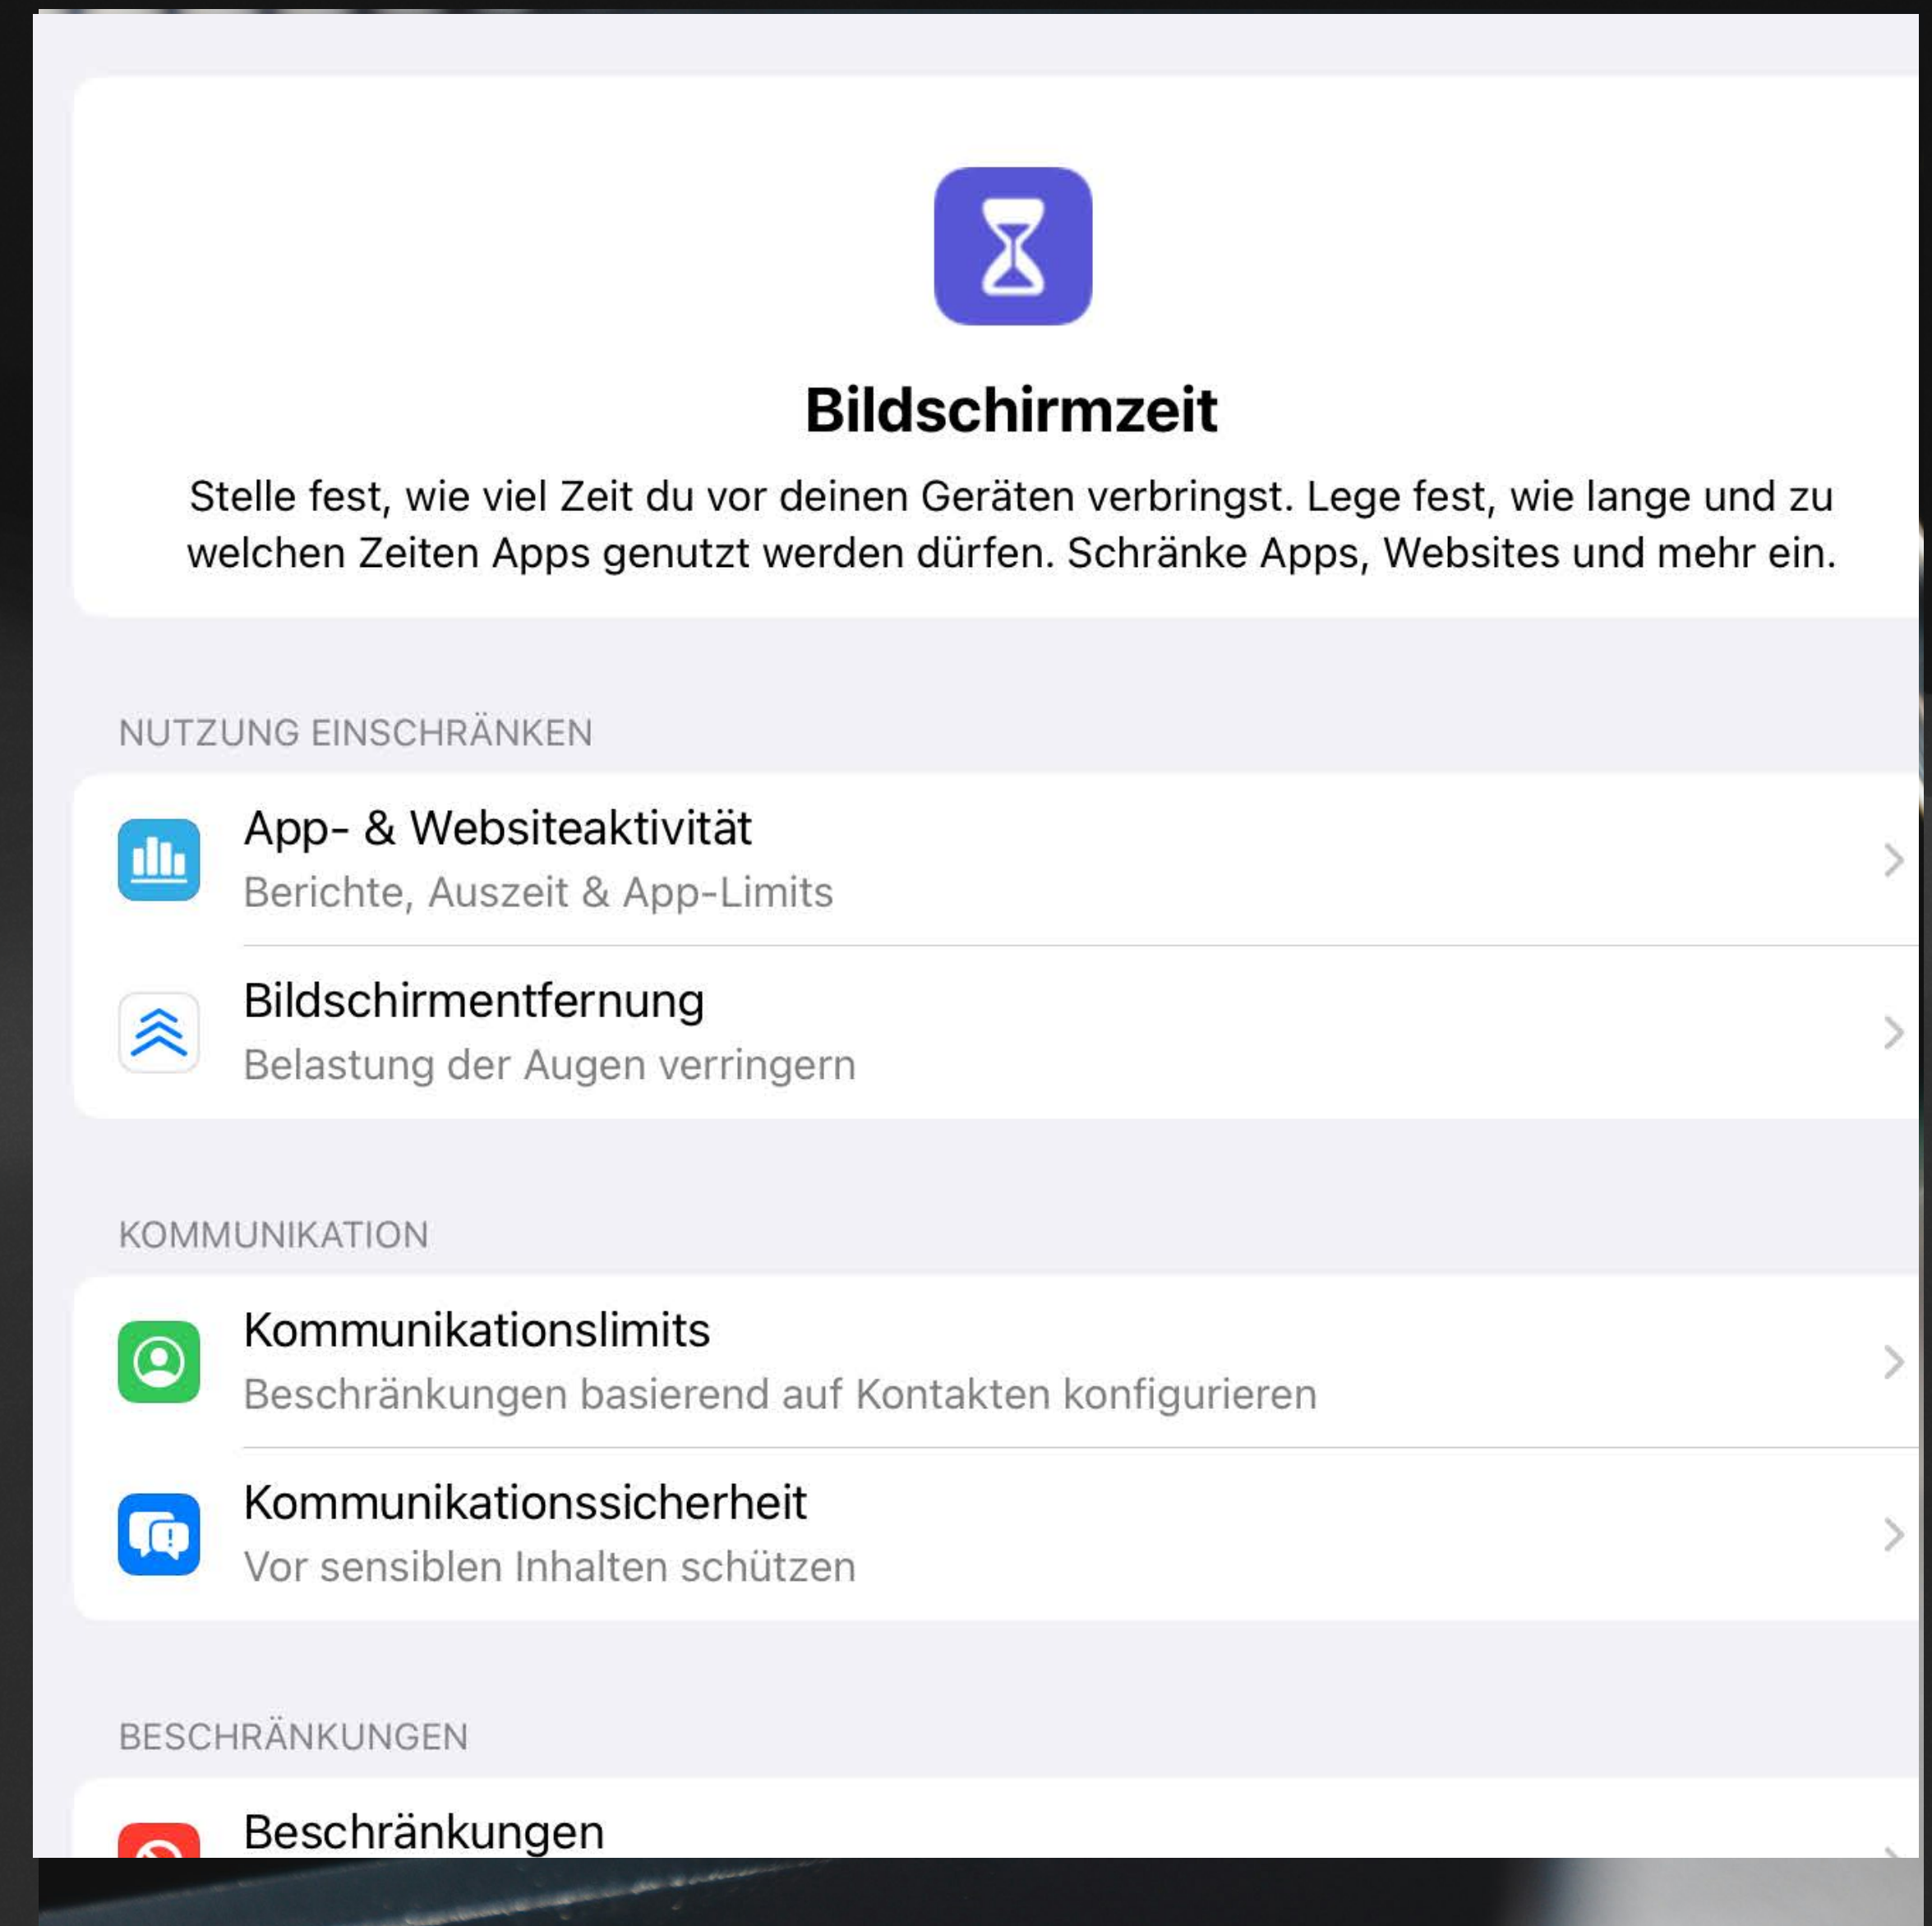 Bildschirmzeit
Stelle fest, wie viel Zeit du vor deinen Geräten verbringst. Lege fest, wie lange und zu
welchen Zeiten Apps genutzt werden dürfen. Schränke Apps, Websites und mehr ein.
NUTZUNG EINSCHRÄNKEN
App- & Websiteaktivität
Berichte, Auszeit & App-Limits
Bildschirmentfernung
Belastung der Augen verringern
KOMMUNIKATION
Kommunikationslimits
Beschränkungen basierend auf Kontakten konfigurieren
Kommunikationssicherheit
Vor sensiblen Inhalten schützen
BESCHRÄNKUNGEN
Beschränkungen